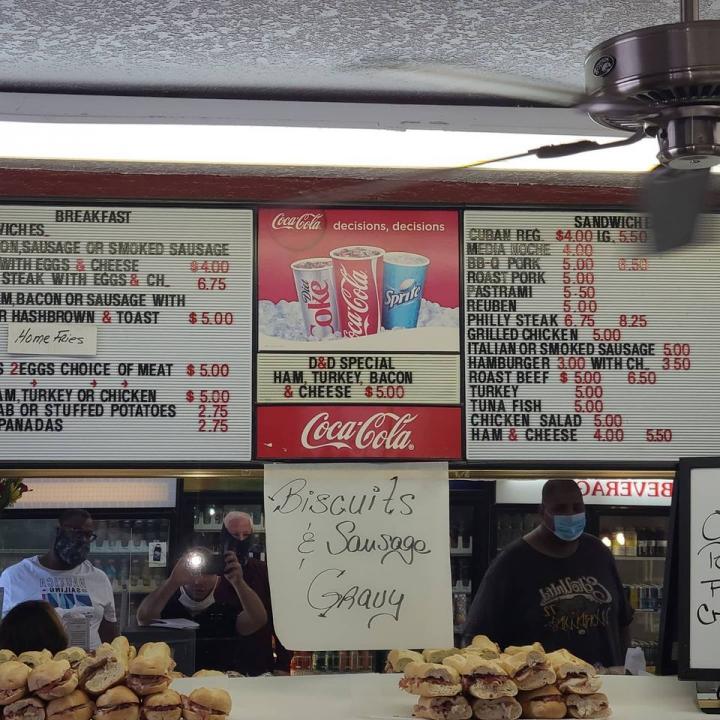 BREAKFAST
ON,SAUSAGE OR SMOKED SAUSAGE
WITH EGGS & CHEESE $4.00
STEAK WITH EGGS & CH_ 6.75
M,BACON OR SAUSAGE WITH
R HASHBROWN & TOAST $5.00
Home Fries
2EGGS CHOICE OF MEAT $5.00
AM,TURKEY OR CHICKEN $5.00
AB OR STUFFED POTATOES 2.75
PANADAS 2.75
Coca-Cola decisions, decisions
Diet Coke
Coca-Cola
Sprite
D&D SPECIAL
HAM, TURKEY, BACON
& CHEESE $5.00
Coca-Cola
SANDWICHE
CUBAN REG. $4.00 LG. 5.50
MEDIA NOCHE 4.00
BB-Q PORK 5.00 6.50
ROAST PORK 5.00
PASTRAMI 5-50
REUBEN 5.00
PHILLY STEAK 6.75 8.25
GRILLED CHICKEN 5.00
ITALIAN OR SMOKED SAUSAGE 5.00
HAMBURGER 3.00 WITH CH_ 3 50
ROAST BEEF $5.00 6.50
TURKEY 5.00
TUNA FISH 5.00
CHICKEN SALAD 5.00
HAM & CHEESE 4.00 5.50
Biscuits
& Sausage
Gravy
BEVERAG